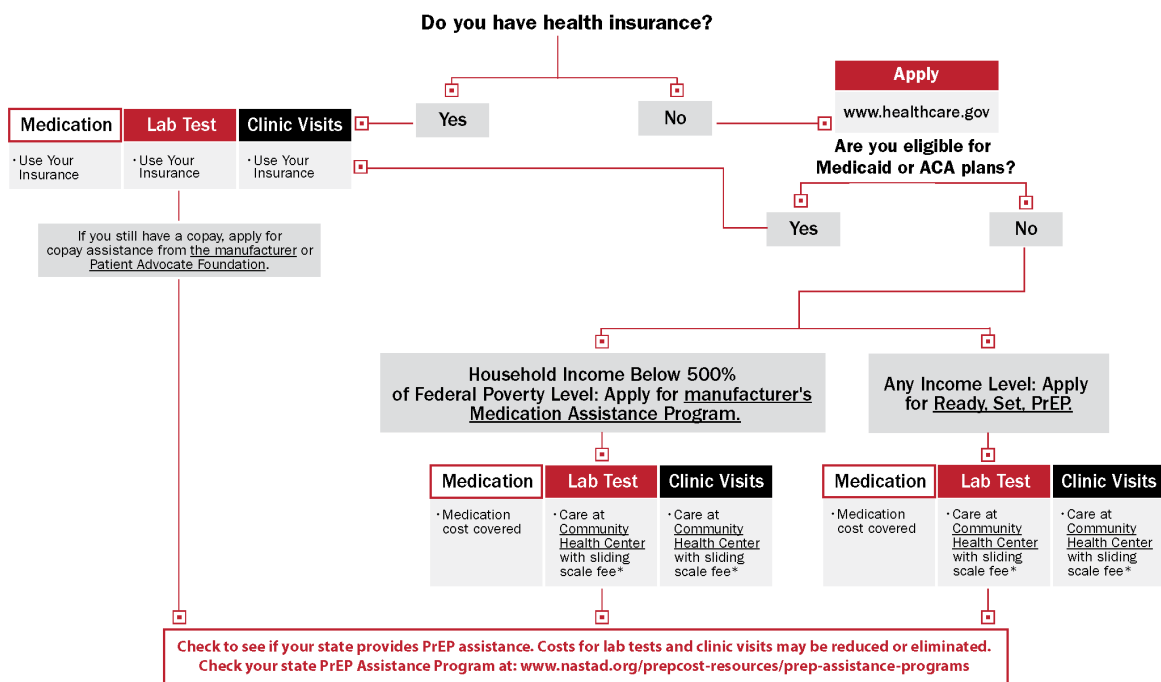 Do you have health insurance?
Apply
www.healthcare.gov
Yes
No
Medication
Lab Test
Clinic Visits
· Use Your
Insurance
· Use Your
Insurance
· Use Your
Insurance
Are you eligible for
Medicaid or ACA plans?
Yes
No
If you still have a copay, apply for
copay assistance from the manufacturer or
Patient Advocate Foundation.
Household Income Below 500%
of Federal Poverty Level: Apply for manufacturer's
Medication Assistance Program.
Any Income Level: Apply
for Ready, Set, PrEP.
Medication
Lab Test
Clinic Visits
· Medication
cost covered
· Care at
Community
Health Center
with sliding
scale fee*
· Care at
Community
Health Center
with sliding
scale fee*
Medication
Lab Test
Clinic Visits
· Medication
cost covered
· Care at
Community
Health Center
with sliding
scale fee*
· Care at
Community
Health Center
with sliding
scale fee*
Check to see if your state provides PrEP assistance. Costs for lab tests and clinic visits may be reduced or eliminated.
Check your state PrEP Assistance Program at: www.nastad.org/prepcost-resources/prep-assistance-programs